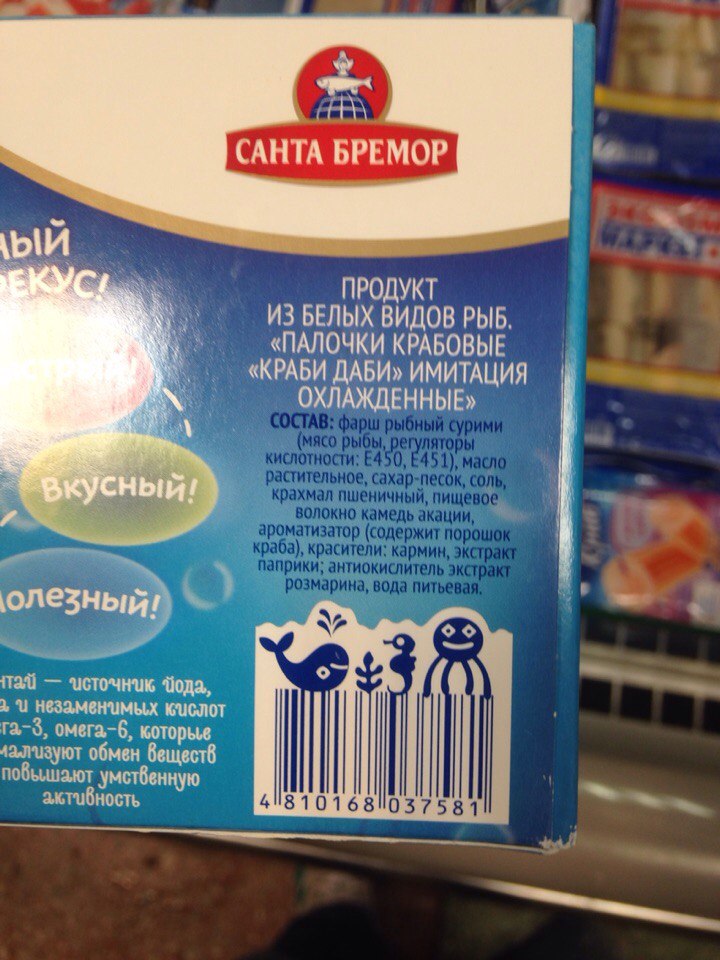 САНТА БРЕМОР
ПРОДУКТ
ИЗ БЕЛЫХ ВИДОВ РЫБ.
«ПАЛОЧКИ КРАБОВЫЕ
«КРАБИ ДАБИ» ИМИТАЦИЯ
ОХЛАЖДЕННЫЕ»
СОСТАВ: фарш рыбный сурими
(мясо рыбы, регуляторы
кислотности: Е450, Е451), масло
растительное, сахар-песок, соль,
крахмал пшеничный, пищевое
волокно камедь акации,
ароматизатор (содержит порошок
краба), красители: кармин, экстракт
паприки; антиокислитель экстракт
розмарина, вода питьевая.
4 810168 037581
Вкусный!
олезный!
нтай — источник йода,
а и незаменимых кислот
га-3, омега-6, которые
мализуют обмен веществ
повышают умственную
активность